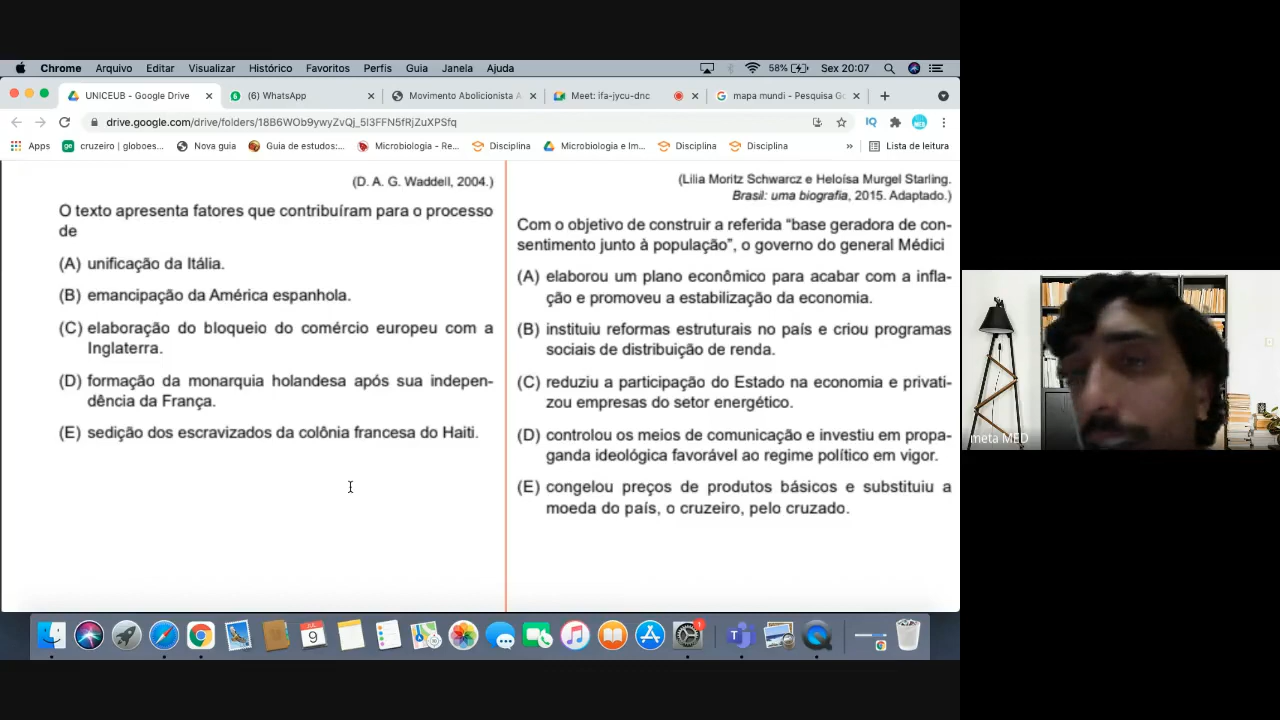 Chrome Arquivo Editar Visualizar Histórico Favoritos Perfis Guia Janela Ajuda 58% Sex 20:07
UNICEUB - Google Drive (6) WhatsApp Movimento Abolicionista A Meet: ifa-jycu-dnc mapa mundi - Pesquisa Go
drive.google.com/drive/folders/18B6WOb9ywyZvQj_5I3FFN5fRjZuXPSfq
Apps cruzeiro | globoes... Nova guia Guia de estudos:... Microbiologia - Re... Disciplina Microbiologia e Im... Disciplina Disciplina » Lista de leitura
(D. A. G. Waddell, 2004.)
O texto apresenta fatores que contribuíram para o processo
de
(A) unificação da Itália.
(B) emancipação da América espanhola.
(C) elaboração do bloqueio do comércio europeu com a
Inglaterra.
(D) formação da monarquia holandesa após sua indepen-
dência da França.
(E) sedição dos escravizados da colônia francesa do Haiti.
(Lilia Moritz Schwarcz e Heloísa Murgel Starling.
Brasil: uma biografia, 2015. Adaptado.)
Com o objetivo de construir a referida “base geradora de con-
sentimento junto à população”, o governo do general Médici
(A) elaborou um plano econômico para acabar com a infla-
ção e promoveu a estabilização da economia.
(B) instituiu reformas estruturais no país e criou programas
sociais de distribuição de renda.
(C) reduziu a participação do Estado na economia e privati-
zou empresas do setor energético.
(D) controlou os meios de comunicação e investiu em propa-
ganda ideológica favorável ao regime político em vigor.
(E) congelou preços de produtos básicos e substituiu a
moeda do país, o cruzeiro, pelo cruzado.
meta MED
JUL
9
1